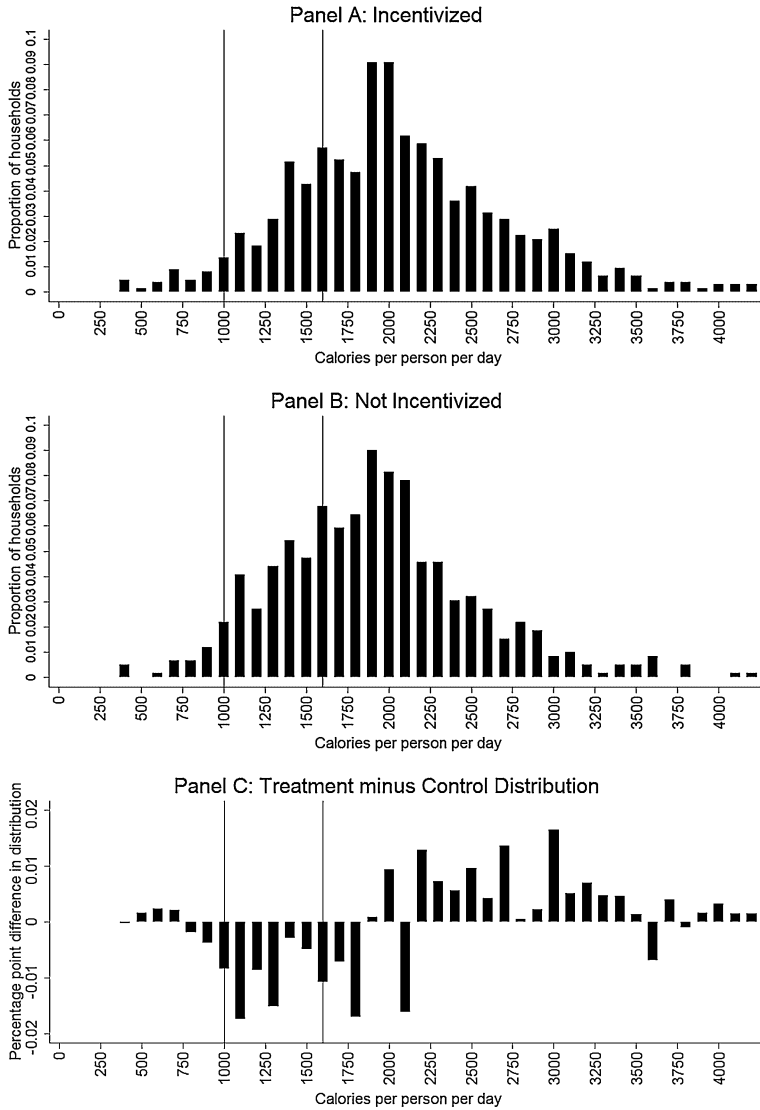 Panel A: Incentivized
Proportion of households
0 0.01 0.02 0.03 0.04 0.05 0.06 0.07 0.08 0.09 0.1
0 250 500 750 1000 1250 1500 1750 2000 2250 2500 2750 3000 3250 3500 3750 4000
Calories per person per day
Panel B: Not Incentivized
Proportion of households
0 0.01 0.02 0.03 0.04 0.05 0.06 0.07 0.08 0.09 0.1
0 250 500 750 1000 1250 1500 1750 2000 2250 2500 2750 3000 3250 3500 3750 4000
Calories per person per day
Panel C: Treatment minus Control Distribution
Percentage point difference in distribution
-0.02 -0.01 0 0.01 0.02
0 250 500 750 1000 1250 1500 1750 2000 2250 2500 2750 3000 3250 3500 3750 4000
Calories per person per day